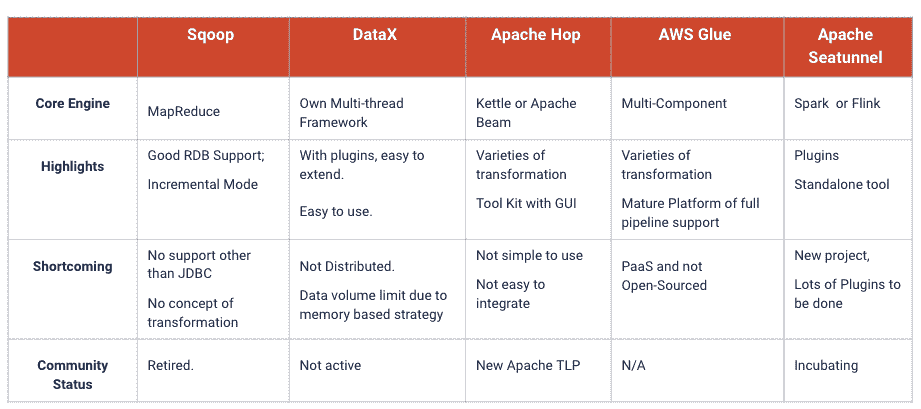 Sqoop
DataX
Apache Hop
AWS Glue
Apache
Seatunnel
Core Engine
MapReduce
Own Multi-thread
Framework
Kettle or Apache
Beam
Multi-Component
Spark or Flink
Highlights
Good RDB Support;
Incremental Mode
With plugins, easy to
extend.
Easy to use.
Varieties of
transformation
Tool Kit with GUI
Varieties of
transformation
Mature Platform of full
pipeline support
Plugins
Standalone tool
Shortcoming
No support other
than JDBC
No concept of
transformation
Not Distributed.
Data volume limit due to
memory based strategy
Not simple to use
Not easy to
integrate
PaaS and not
Open-Sourced
New project,
Lots of Plugins to
be done
Community
Status
Retired.
Not active
New Apache TLP
N/A
Incubating